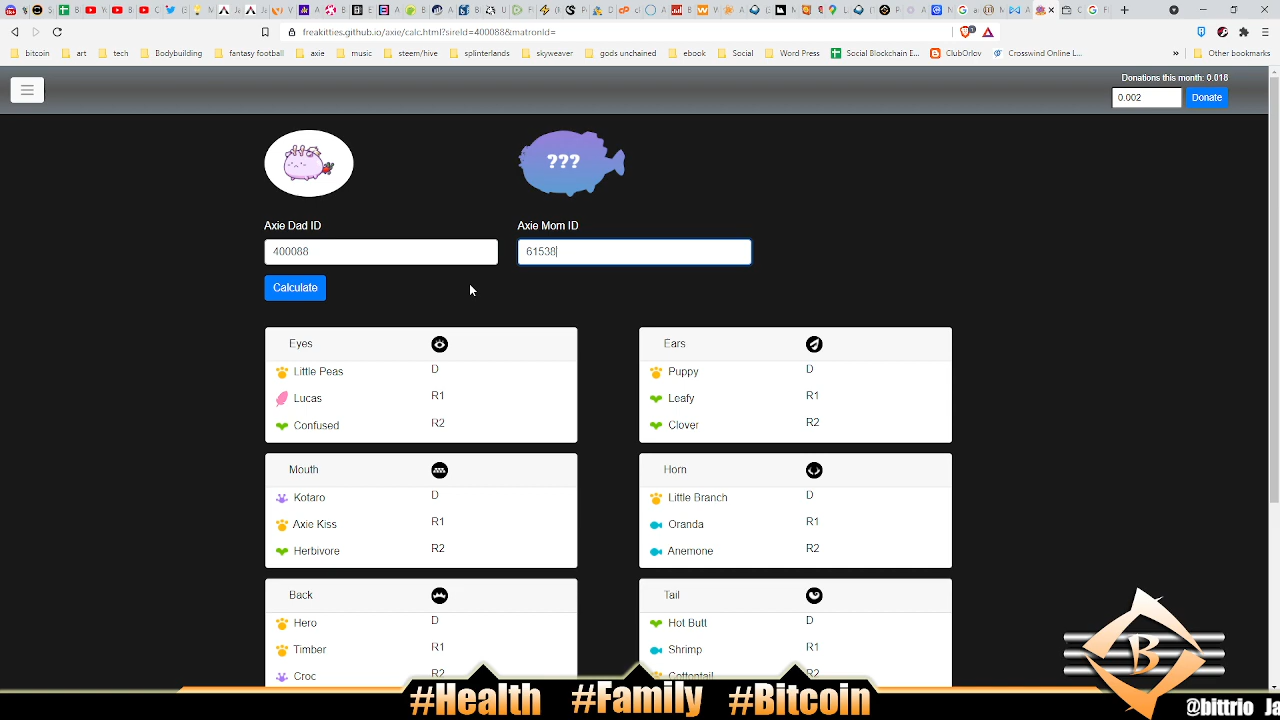 freakitties.github.io/axie/calc.html?sireId=400088&matronId=
bitcoin art tech Bodybuilding fantasy football axie music steem/hive splinterlands skyweaver gods unchained ebook Social Word Press Social Blockchain E... ClubOrlov Crosswind Online L... » Other bookmarks
Donations this month: 0.018
0.002 Donate
???
Axie Dad ID Axie Mom ID
400088 61538
Calculate
Eyes Ears
Little Peas D Puppy D
Lucas R1 Leafy R1
Confused R2 Clover R2
Mouth Horn
Kotaro D Little Branch D
Axie Kiss R1 Oranda R1
Herbivore R2 Anemone R2
Back Tail
Hero D Hot Butt D
Timber R1 Shrimp R1
Croc R2 Cottontail R2
B
#Health #Family #Bitcoin
@bittrio Ja